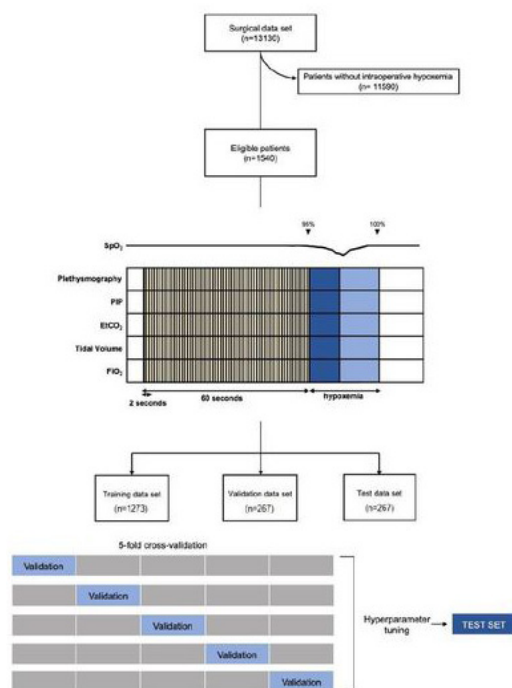 Surgical data set
(n=13130)
Patients without intraoperative hypoxemia
(n= 11590)
Eligible patients
(n=1540)
95%
100%
SpO₂
Plethysmography
PIP
EtCO₂
Tidal Volume
FiO₂
2 seconds
60 seconds
hypoxemia
Training data set
(n=1273)
Validation data set
(n=267)
Test data set
(n=267)
5-fold cross-validation
Validation
Validation
Validation
Validation
Validation
Hyperparameter
tuning
TEST SET